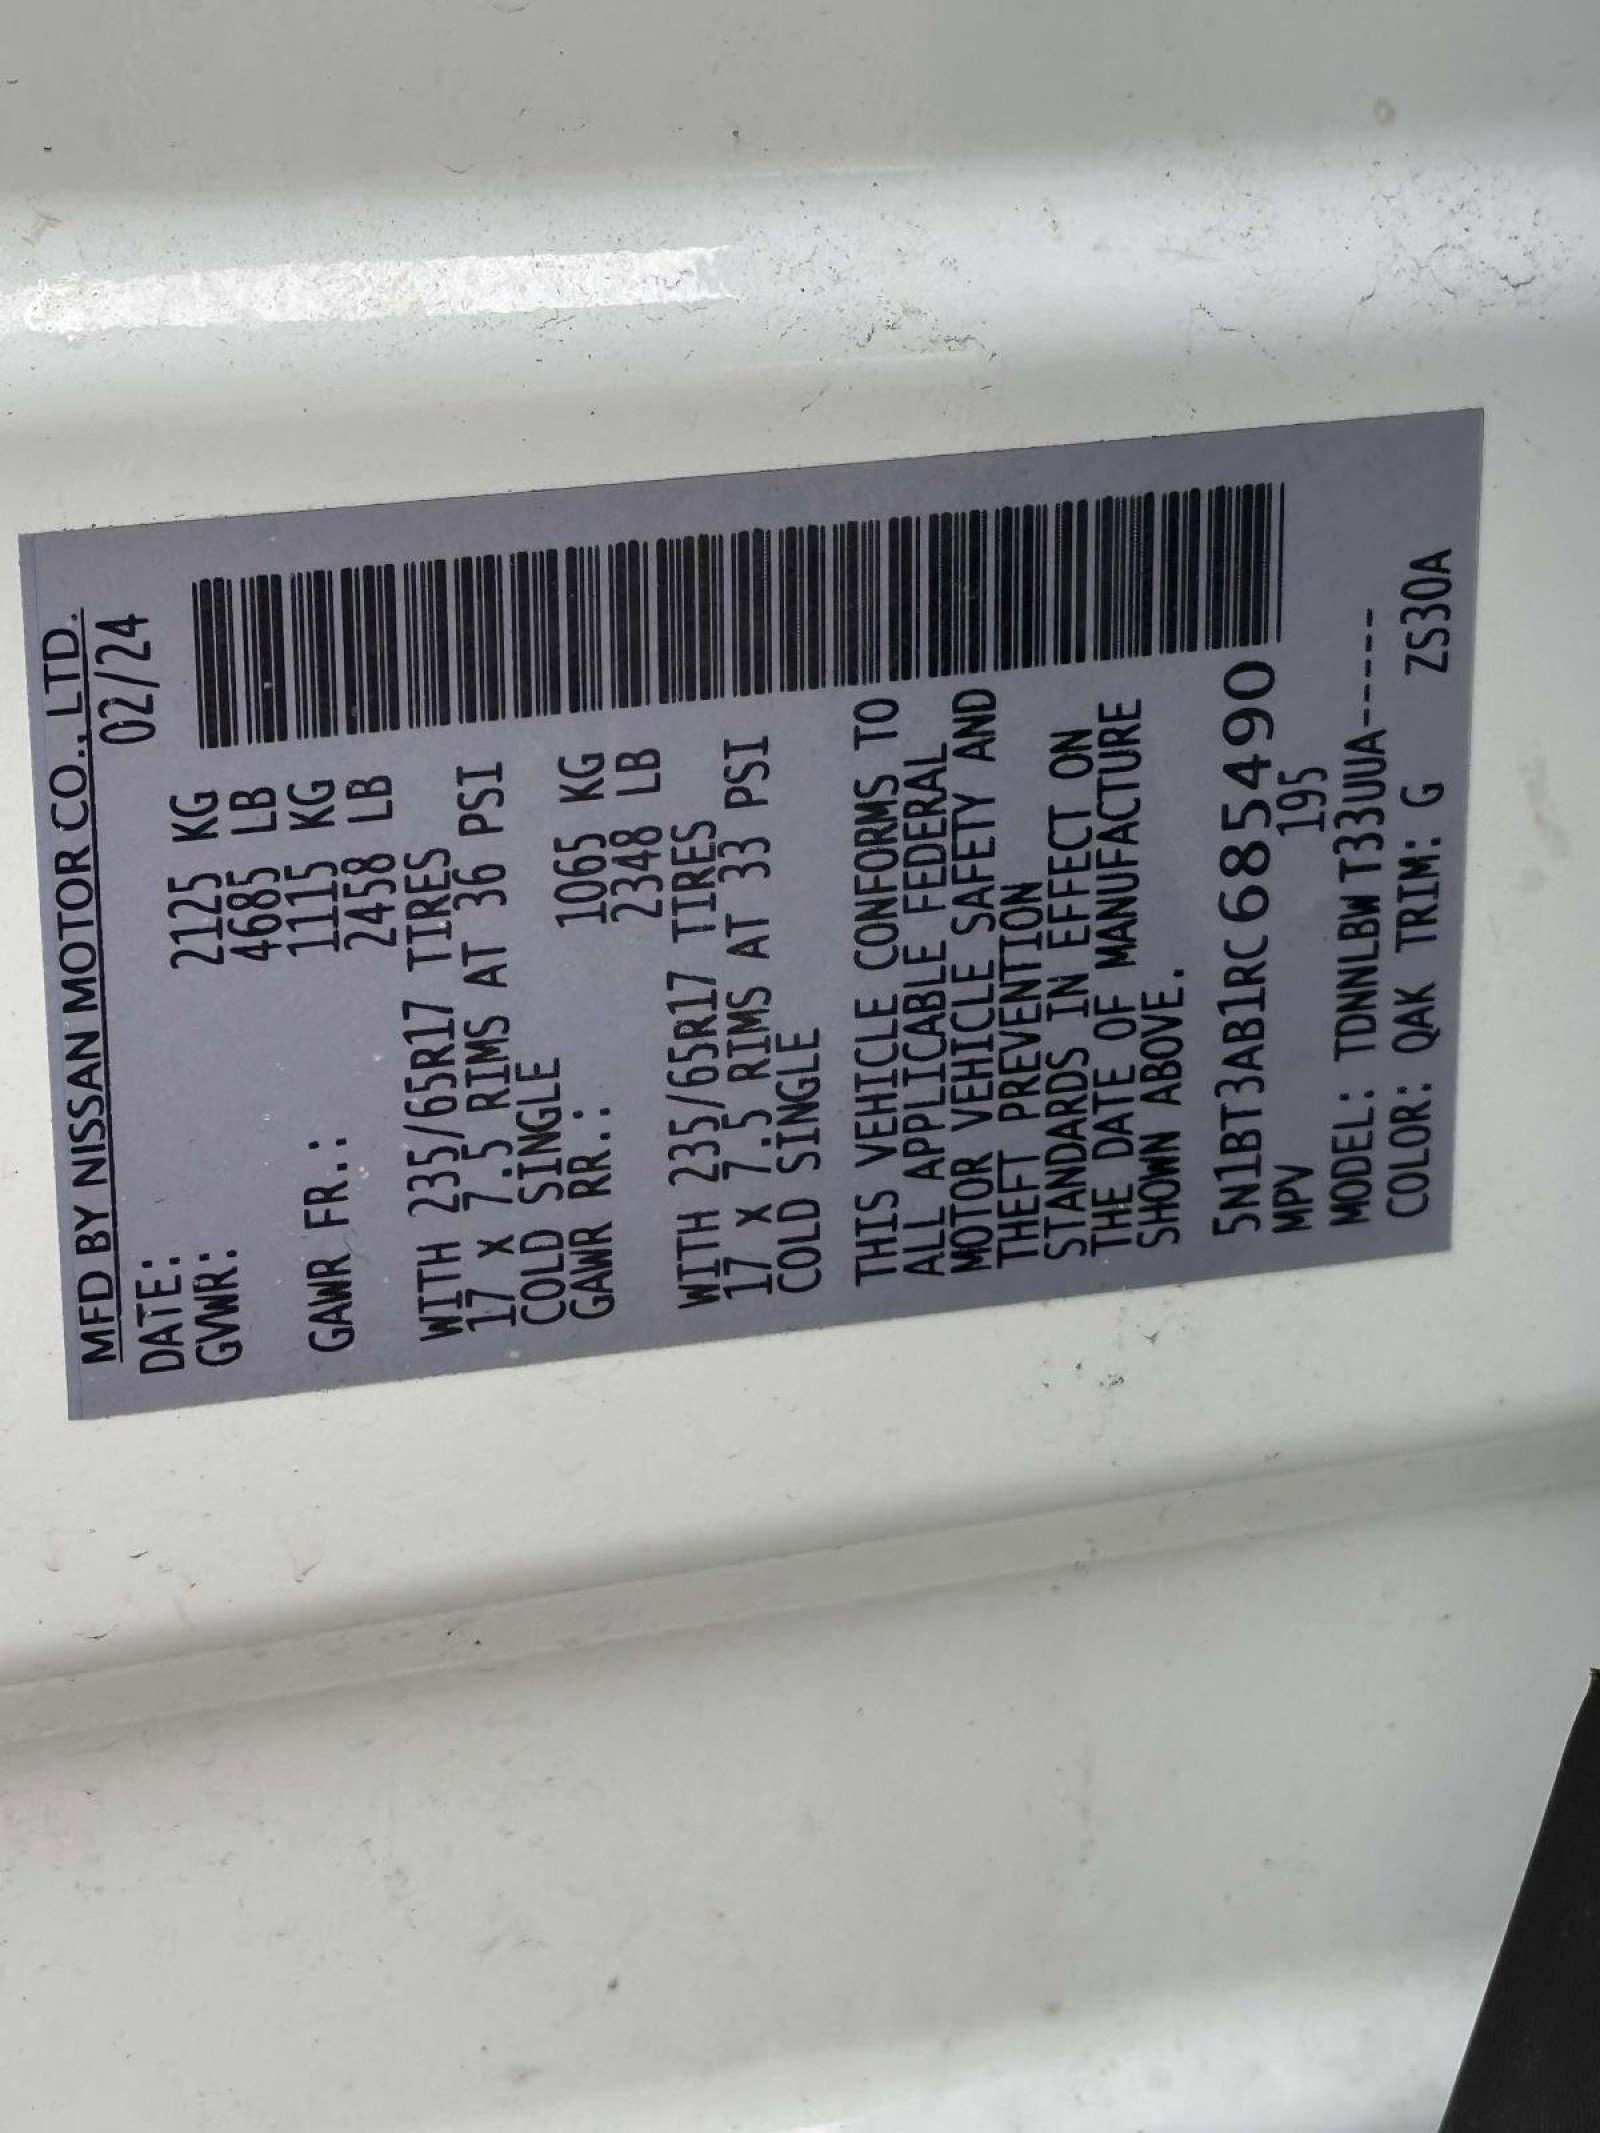 MFD BY NISSAN MOTOR CO., LTD.
DATE: 02/24
GVWR: 2125 KG
4685 LB
GAWR FR.: 1115 KG
2458 LB
WITH 235/65R17 TIRES
17 X 7.5 RIMS AT 36 PSI
COLD SINGLE
GAWR RR.: 1065 KG
2348 LB
WITH 235/65R17 TIRES
17 X 7.5 RIMS AT 33 PSI
COLD SINGLE
THIS VEHICLE CONFORMS TO
ALL APPLICABLE FEDERAL
MOTOR VEHICLE SAFETY AND
THEFT PREVENTION
STANDARDS IN EFFECT ON
THE DATE OF MANUFACTURE
SHOWN ABOVE.
5N1BT3AB1RC685490
MPV 195
MODEL: TDNNLBW T33UUA-----
COLOR: QAK TRIM: G ZS30A